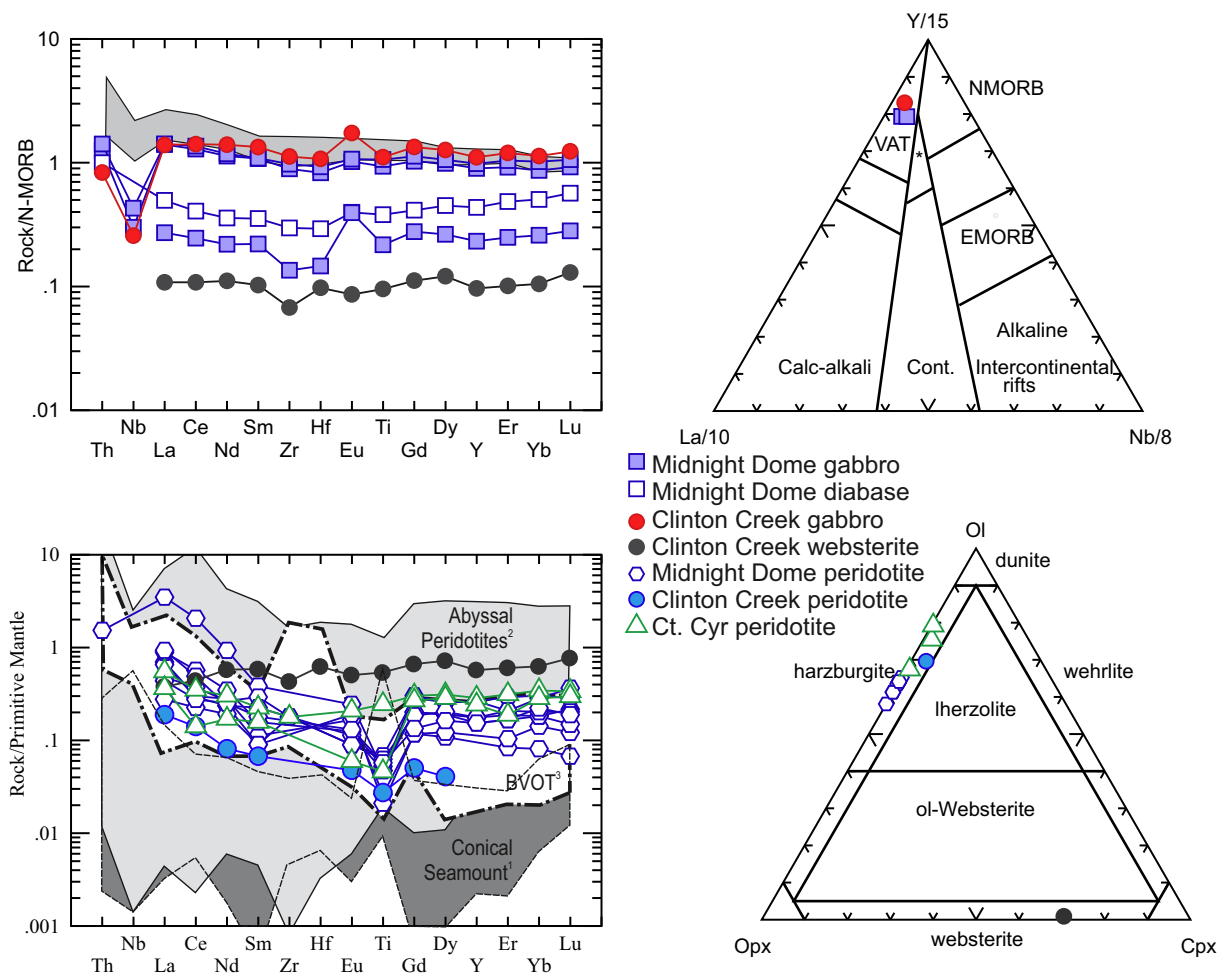 10
1
.1
.01
Rock/N-MORB
Nb Ce Sm Hf Ti Dy Er Lu
Th La Nd Zr Eu Gd Y Yb
Y/15
NMORB
VAT
*
EMORB
Alkaline
Calc-alkali Cont. Intercontinental
rifts
La/10 Nb/8
Midnight Dome gabbro
Midnight Dome diabase
Clinton Creek gabbro
Clinton Creek websterite
Midnight Dome peridotite
Clinton Creek peridotite
Ct. Cyr peridotite
10
1
.1
.01
.001
Rock/Primitive Mantle
Abyssal
Peridotites²
BVOT³
Conical
Seamount¹
Nb Ce Sm Hf Ti Dy Er Lu
Th La Nd Zr Eu Gd Y Yb
Ol
dunite
harzburgite wehrlite
lherzolite
ol-Websterite
Opx websterite Cpx